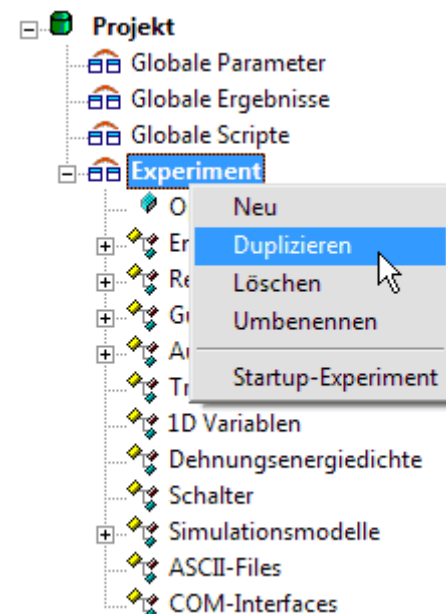 Projekt
Globale Parameter
Globale Ergebnisse
Globale Scripte
Experiment
Neu
Duplizieren
Löschen
Umbenennen
Startup-Experiment
1D Variablen
Dehnungsenergiedichte
Schalter
Simulationsmodelle
ASCII-Files
COM-Interfaces